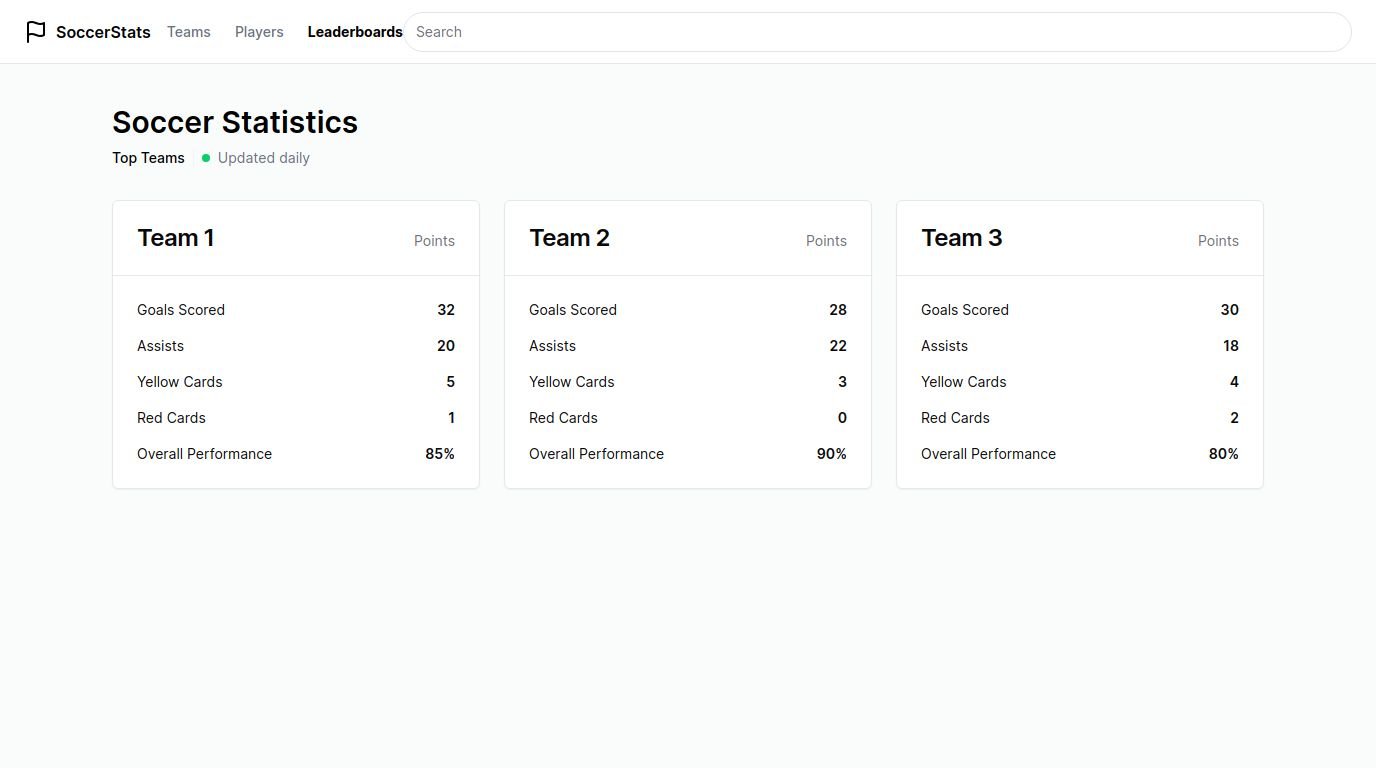 SoccerStats Teams Players Leaderboards Search
Soccer Statistics
Top Teams Updated daily
Team 1 Points
Goals Scored 32
Assists 20
Yellow Cards 5
Red Cards 1
Overall Performance 85%
Team 2 Points
Goals Scored 28
Assists 22
Yellow Cards 3
Red Cards 0
Overall Performance 90%
Team 3 Points
Goals Scored 30
Assists 18
Yellow Cards 4
Red Cards 2
Overall Performance 80%